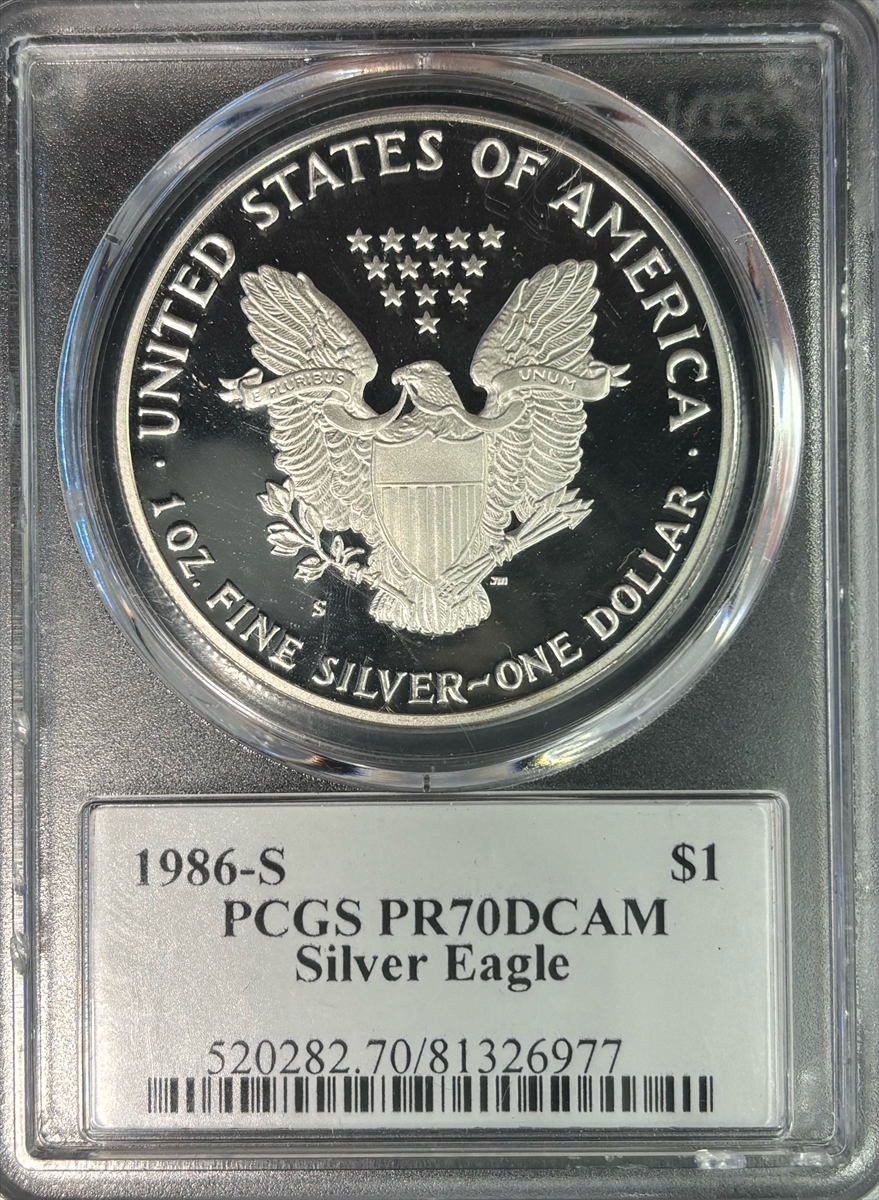 UNITED STATES OF AMERICA
E PLURIBUS UNUM
S
JM
· 1 OZ. FINE SILVER~ONE DOLLAR ·
1986-S $1
PCGS PR70DCAM
Silver Eagle
520282.70/81326977